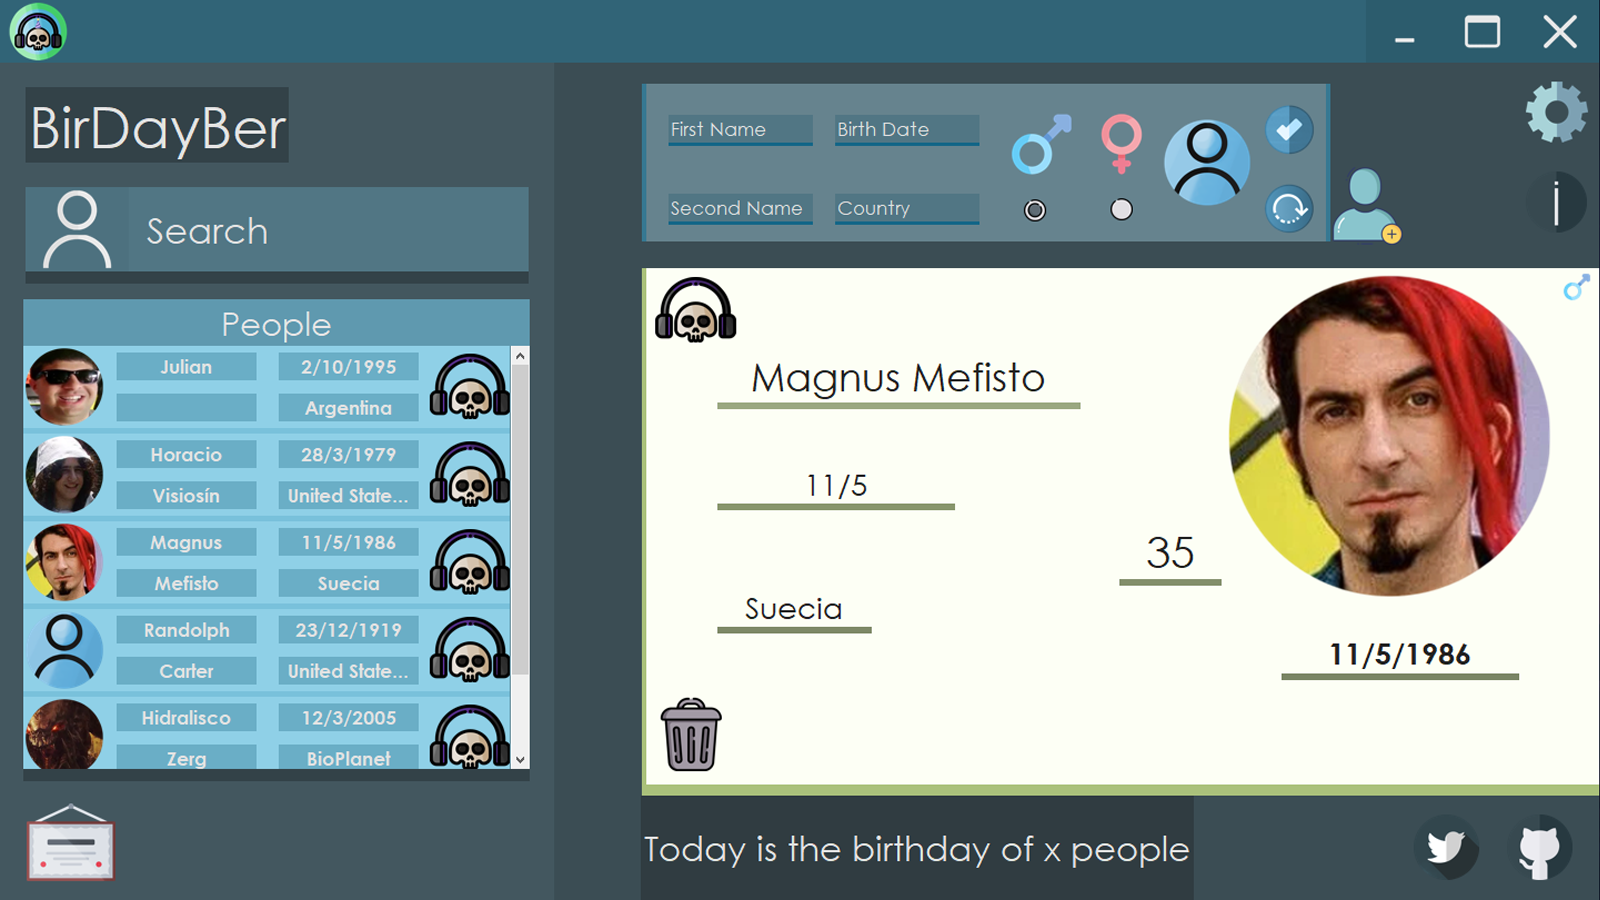 BirDayBer
Search
People
Julian 2/10/1995
Argentina
Horacio 28/3/1979
Visiosín United State...
Magnus 11/5/1986
Mefisto Suecia
Randolph 23/12/1919
Carter United State...
Hidralisco 12/3/2005
Zerg BioPlanet
First Name Birth Date
Second Name Country
i
Magnus Mefisto
11/5
35
Suecia
11/5/1986
Today is the birthday of x people